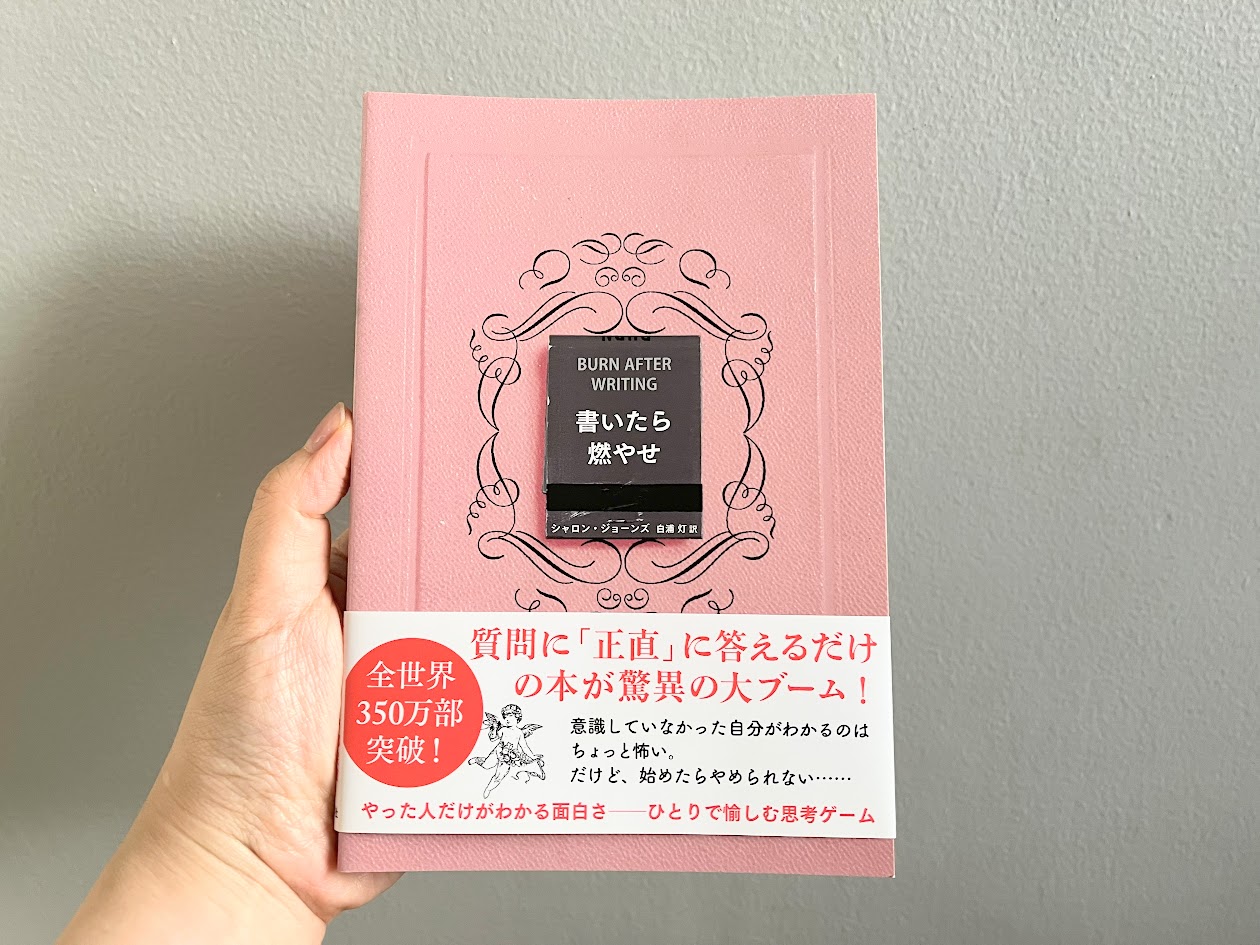 BURN AFTER
WRITING
書いたら
燃やせ
シャロン・ジョーンズ 白浦 灯 訳
質問に「正直」に答えるだけ
の本が驚異の大ブーム!
全世界
350万部
突破!
意識していなかった自分がわかるのは
ちょっと怖い。
だけど、始めたらやめられない……
やった人だけがわかる面白さ──ひとりで愉しむ思考ゲーム